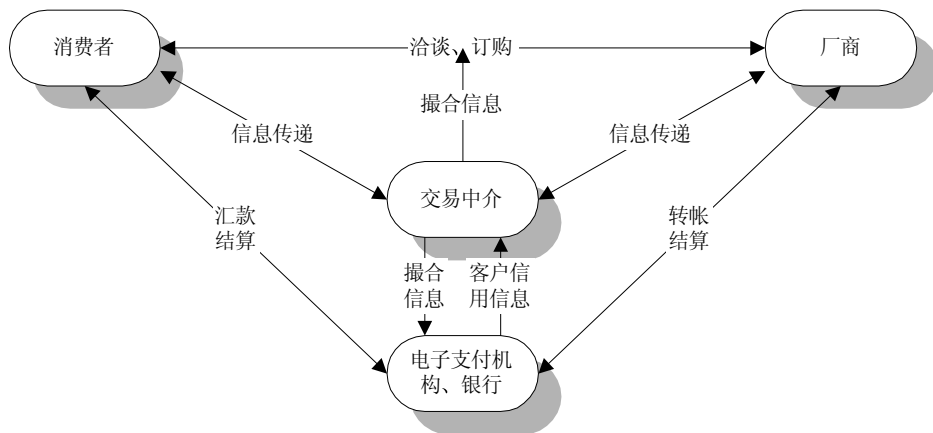 消费者
洽谈、订购
厂商
撮合信息
信息传递
信息传递
交易中介
汇款
结算
转帐
结算
撮合
信息
客户信
用信息
电子支付机
构、银行